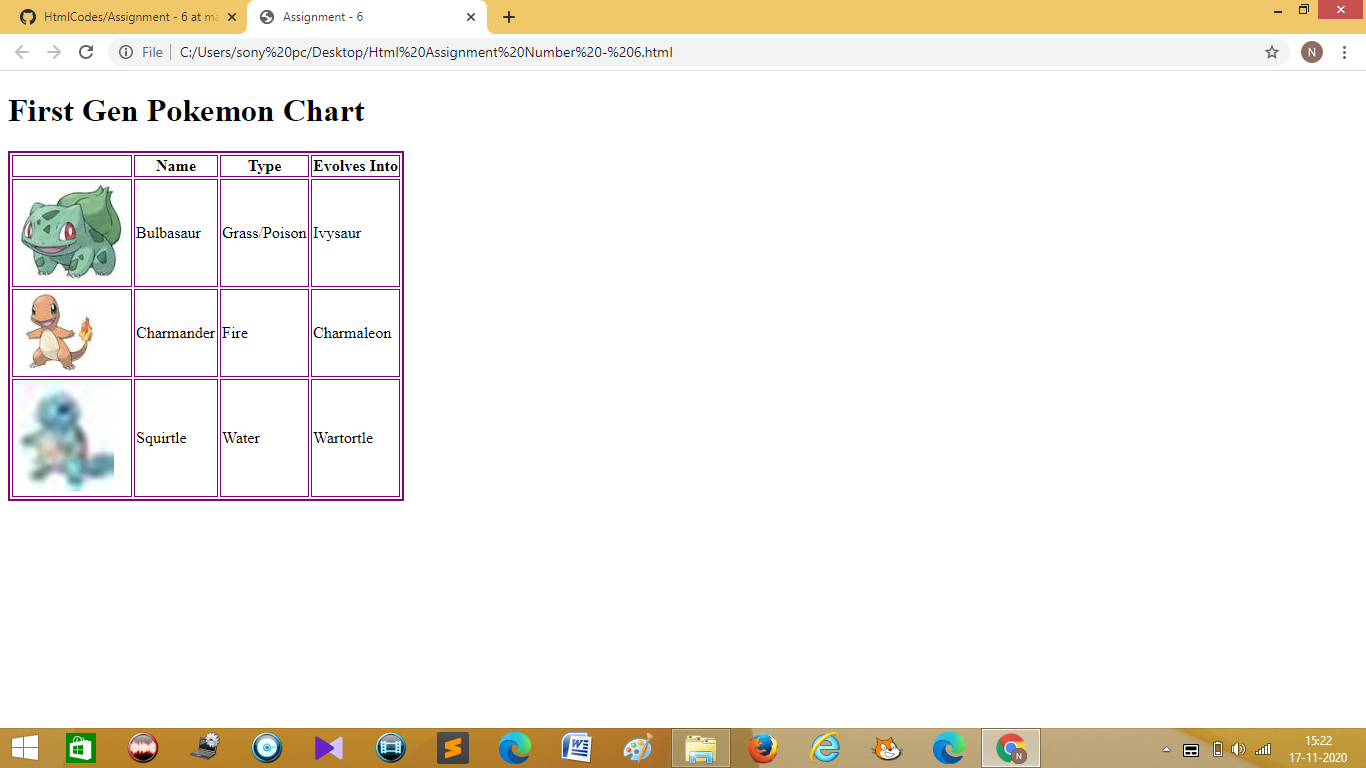 HtmlCodes/Assignment - 6 at ma
Assignment - 6
File C:/Users/sony%20pc/Desktop/Html%20Assignment%20Number%20-%206.html
N
First Gen Pokemon Chart
Name Type Evolves Into
Bulbasaur Grass/Poison Ivysaur
Charmander Fire Charmaleon
Squirtle Water Wartortle
N
15:22
17-11-2020